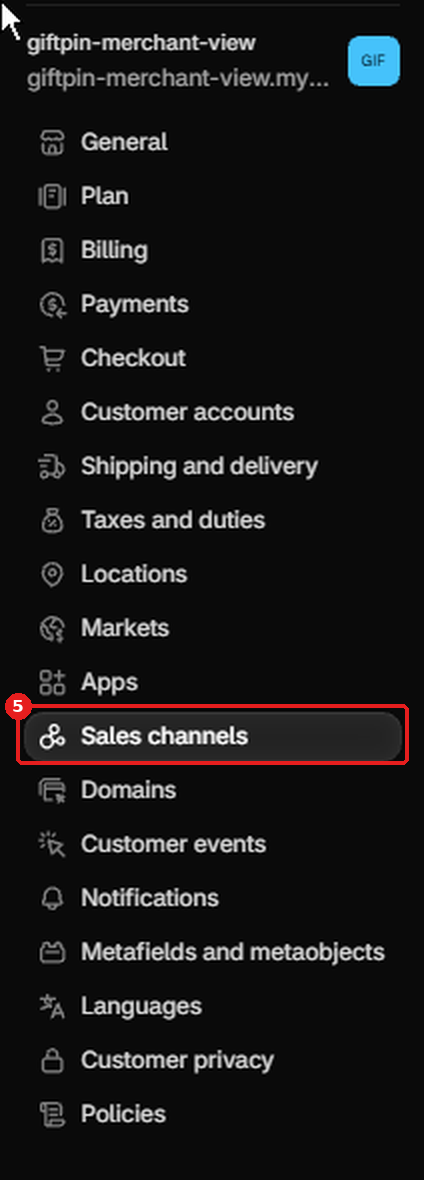 giftpin-merchant-view
giftpin-merchant-view.my...
GIF
General
Plan
Billing
Payments
Checkout
Customer accounts
Shipping and delivery
Taxes and duties
Locations
Markets
Apps
5
Sales channels
Domains
Customer events
Notifications
Metafields and metaobjects
Languages
Customer privacy
Policies